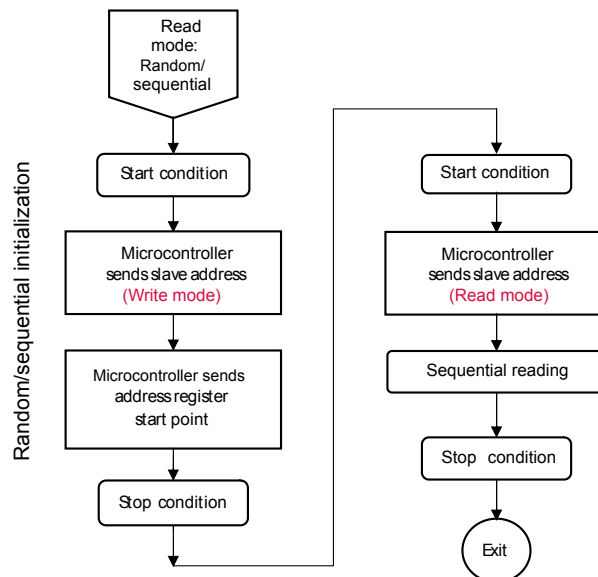 Read
mode:
Random/
sequential
Start condition
Microcontroller
sends slave address
(Write mode)
Microcontroller sends
address register
start point
Stop condition
Random/sequential initialization
Start condition
Microcontroller
sends slave address
(Read mode)
Sequential reading
Stop condition
Exit